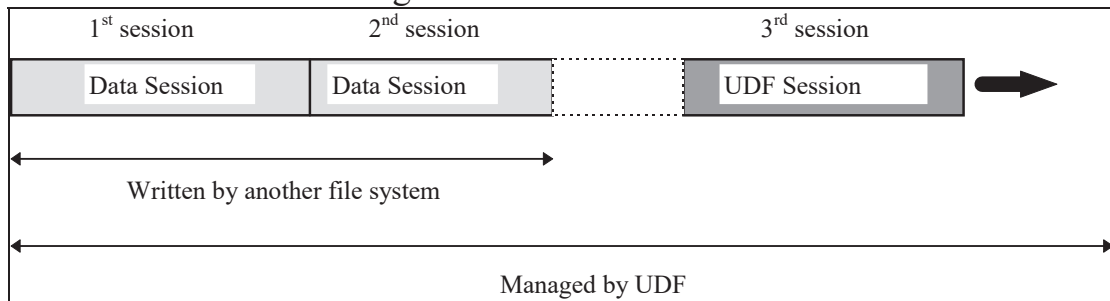 1st session 2nd session 3rd session
Data Session Data Session UDF Session
Written by another file system
Managed by UDF